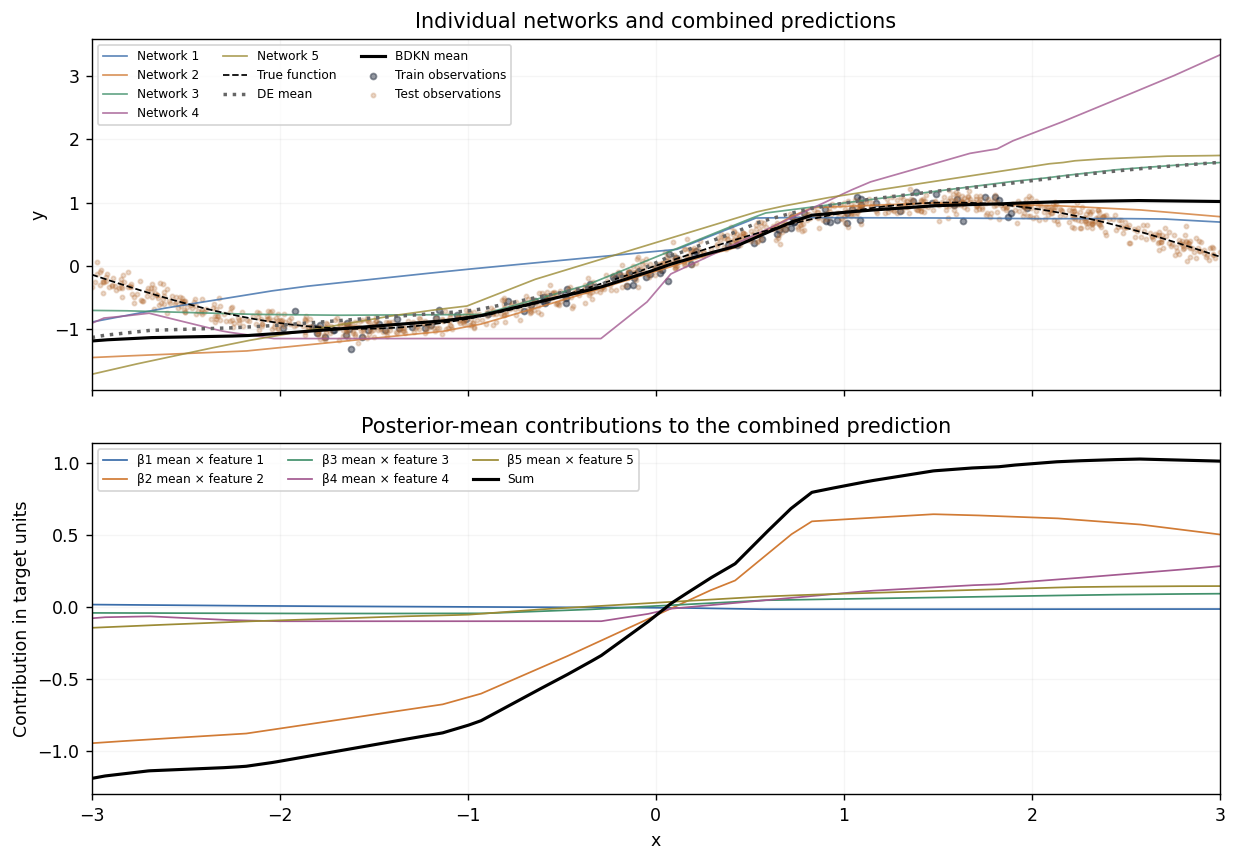 Individual networks and combined predictions
Network 1
Network 2
Network 3
Network 4
Network 5
True function
DE mean
BDKN mean
Train observations
Test observations
y
3
2
1
0
−1
Posterior-mean contributions to the combined prediction
β1 mean × feature 1
β2 mean × feature 2
β3 mean × feature 3
β4 mean × feature 4
β5 mean × feature 5
Sum
Contribution in target units
1.0
0.5
0.0
−0.5
−1.0
−3
−2
−1
0
1
2
3
x